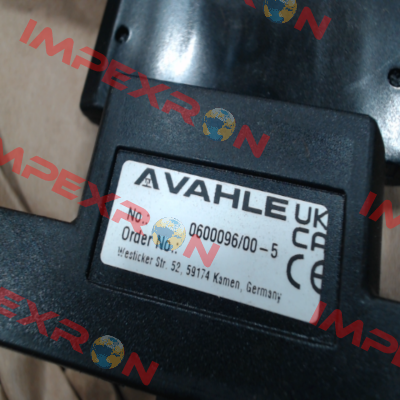 IMPEXRON
VAHLE
UK
CA
CE
No.:
0600096/00-5
Order No.:
Westicker Str. 52, 59174 Kamen, Germany
IMPEXRON
IMPEXRON